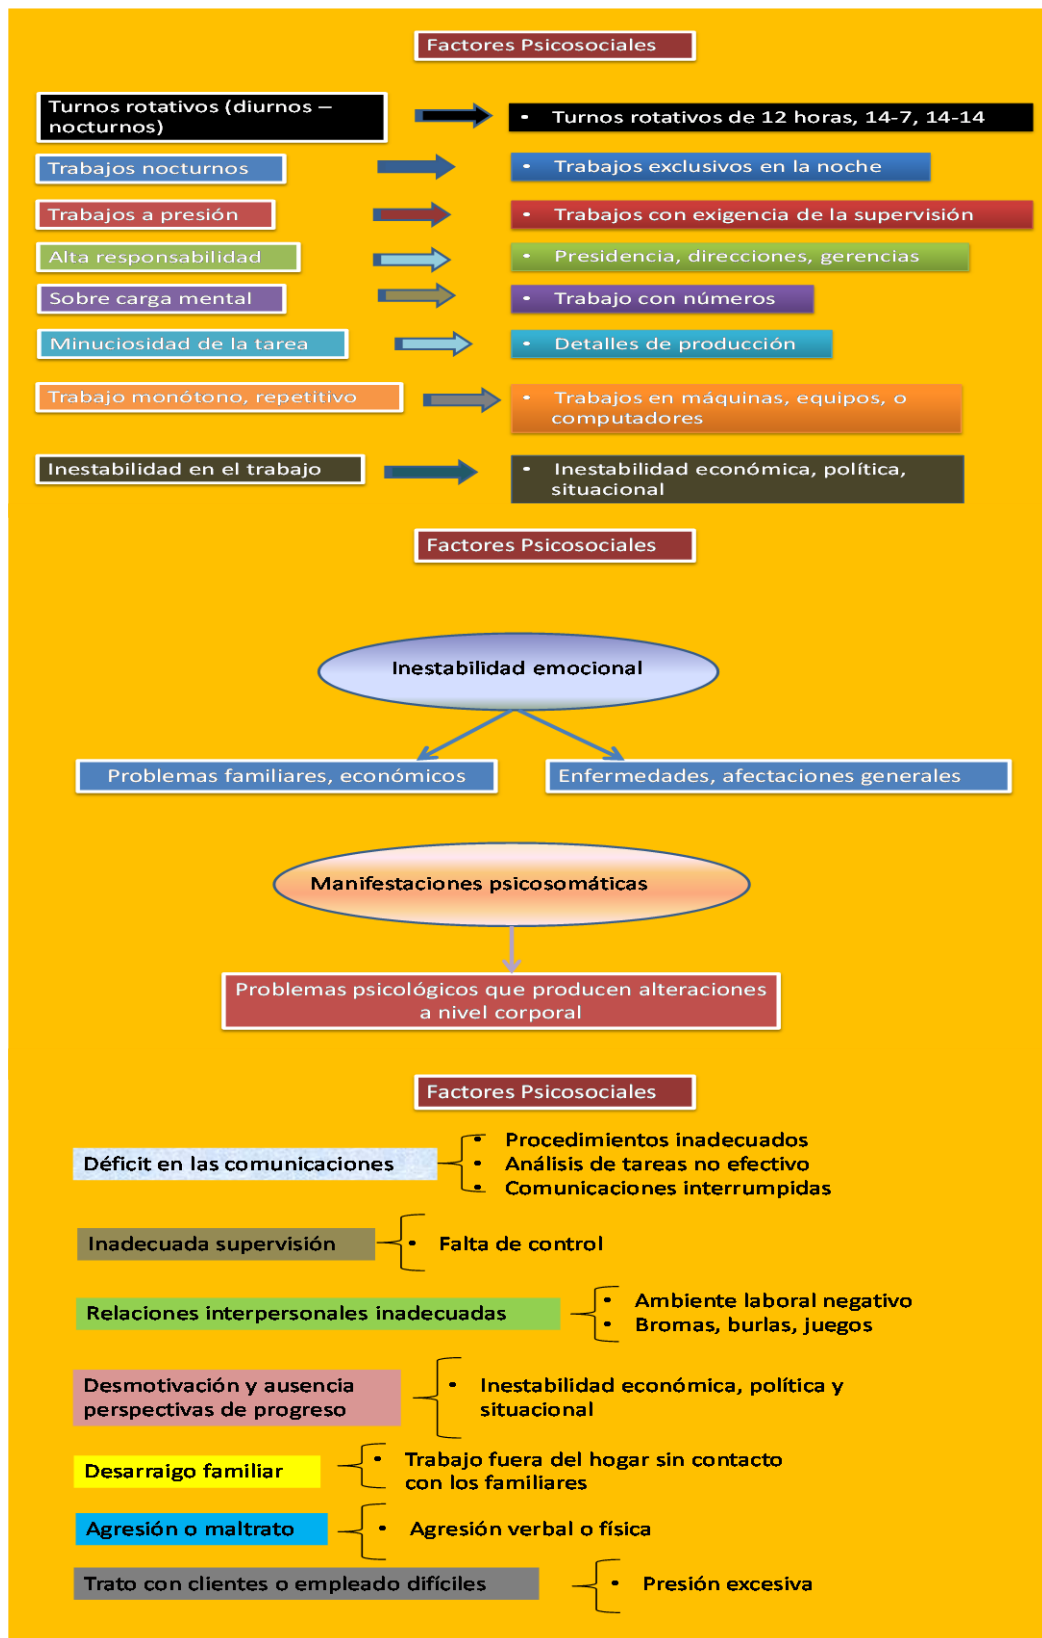 Factores Psicosociales
Turnos rotativos (diurnos –
nocturnos)
• Turnos rotativos de 12 horas, 14-7, 14-14
Trabajos nocturnos
• Trabajos exclusivos en la noche
Trabajos a presión
• Trabajos con exigencia de la supervisión
Alta responsabilidad
• Presidencia, direcciones, gerencias
Sobre carga mental
• Trabajo con números
Minuciosidad de la tarea
• Detalles de producción
Trabajo monótono, repetitivo
• Trabajos en máquinas, equipos, o
computadores
Inestabilidad en el trabajo
• Inestabilidad económica, política,
situacional
Factores Psicosociales
Inestabilidad emocional
Problemas familiares, económicos
Enfermedades, afectaciones generales
Manifestaciones psicosomáticas
Problemas psicológicos que producen alteraciones
a nivel corporal
Factores Psicosociales
Déficit en las comunicaciones
• Procedimientos inadecuados
• Análisis de tareas no efectivo
• Comunicaciones interrumpidas
Inadecuada supervisión
• Falta de control
Relaciones interpersonales inadecuadas
• Ambiente laboral negativo
• Bromas, burlas, juegos
Desmotivación y ausencia
perspectivas de progreso
• Inestabilidad económica, política y
situacional
Desarraigo familiar
• Trabajo fuera del hogar sin contacto
con los familiares
Agresión o maltrato
• Agresión verbal o física
Trato con clientes o empleado difíciles
• Presión excesiva